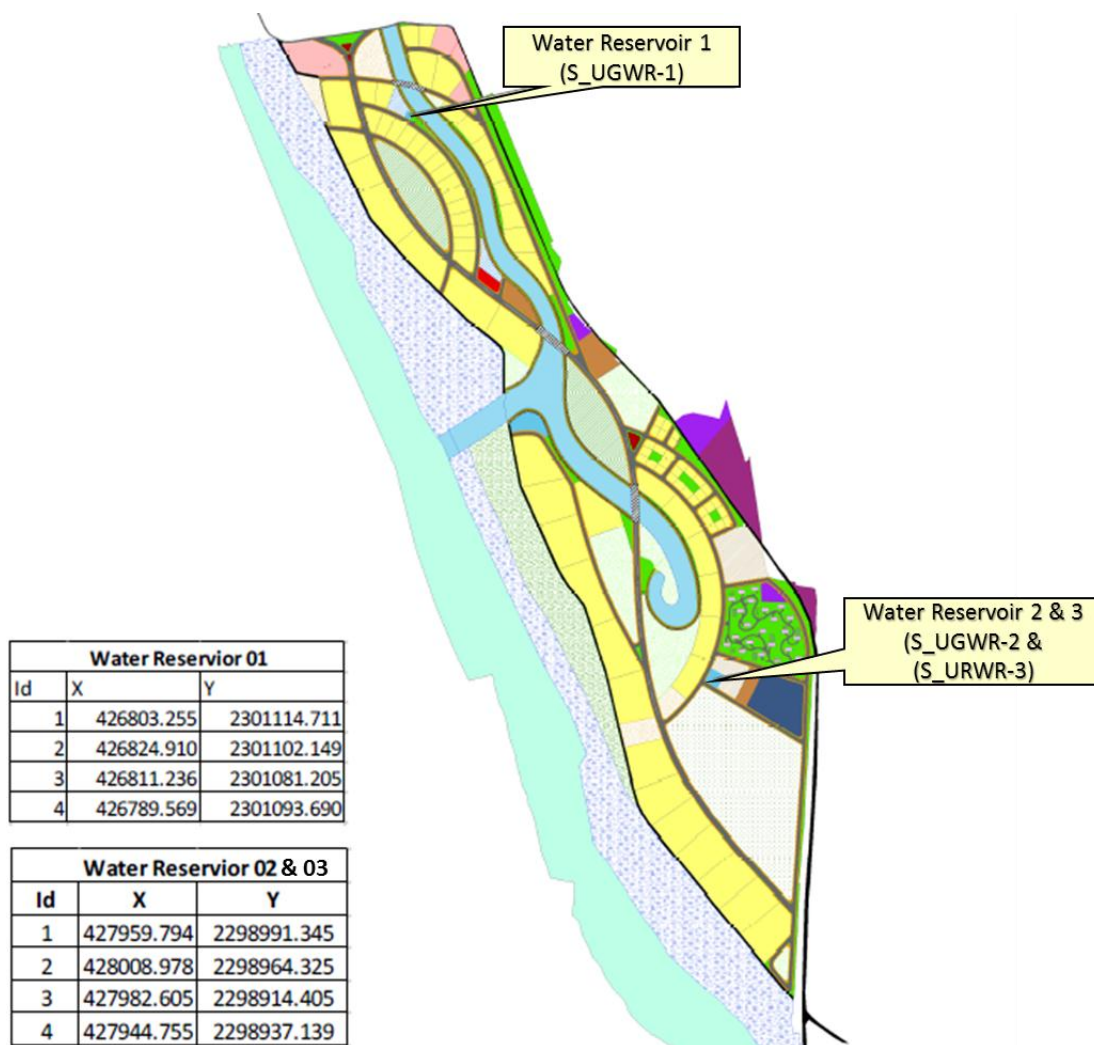 Water Reservoir 1
(S_UGWR-1)
Water Reservoir 2 & 3
(S_UGWR-2 &
(S_URWR-3)
Water Reservior 01
Id X Y
1 426803.255 2301114.711
2 426824.910 2301102.149
3 426811.236 2301081.205
4 426789.569 2301093.690
Water Reservior 02 & 03
Id X Y
1 427959.794 2298991.345
2 428008.978 2298964.325
3 427982.605 2298914.405
4 427944.755 2298937.139